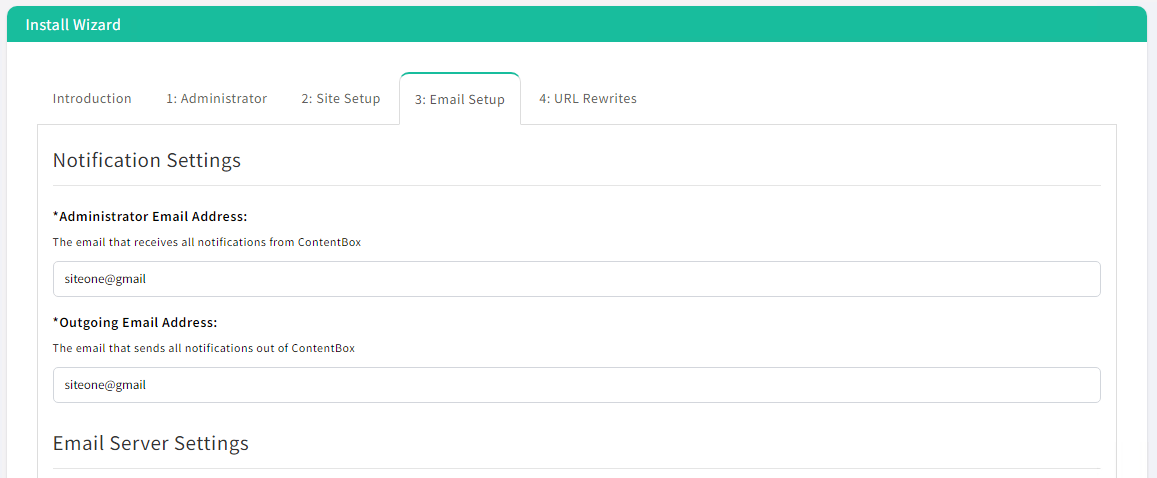 Install Wizard
Introduction 1: Administrator 2: Site Setup 3: Email Setup 4: URL Rewrites
Notification Settings
*Administrator Email Address:
The email that receives all notifications from ContentBox
siteone@gmail
*Outgoing Email Address:
The email that sends all notifications out of ContentBox
siteone@gmail
Email Server Settings